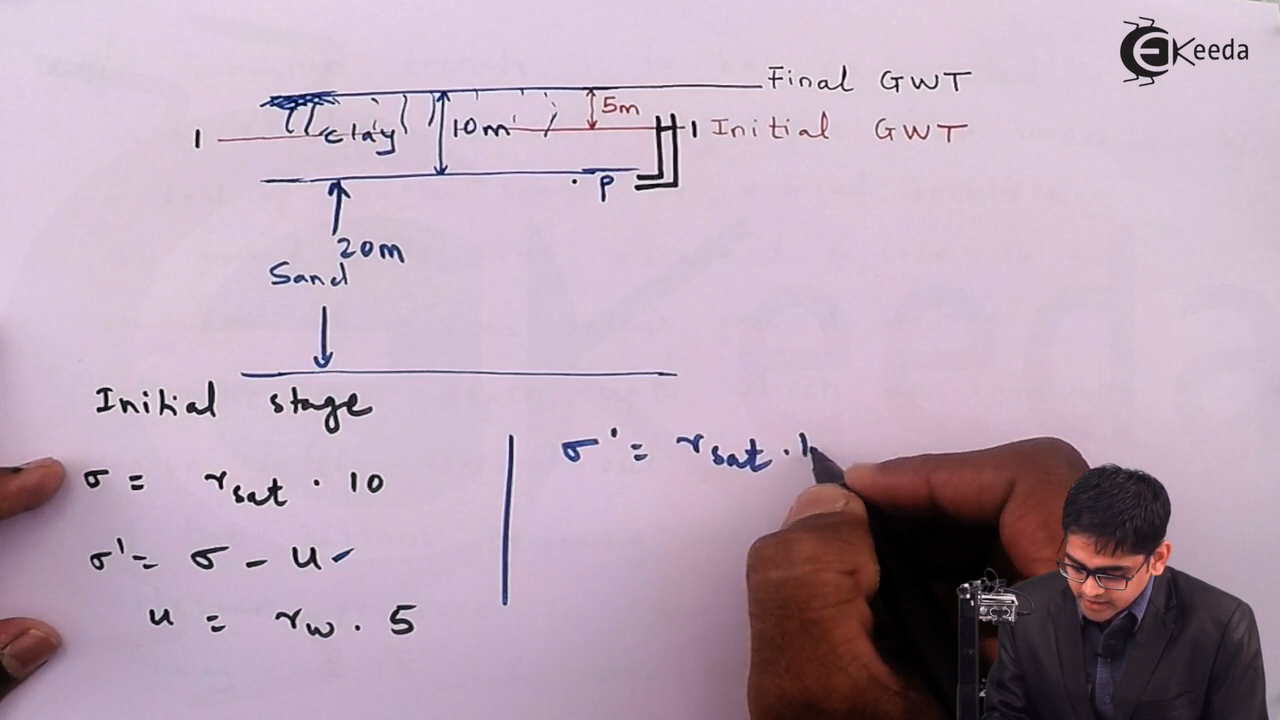 EKeeda
Final GWT
5m
1 clay 10m 1 Initial GWT
P
20m
Sand
Initial stage
σ = γsat · 10
σ' = σ - u
u = γw · 5
σ' = γsat ·